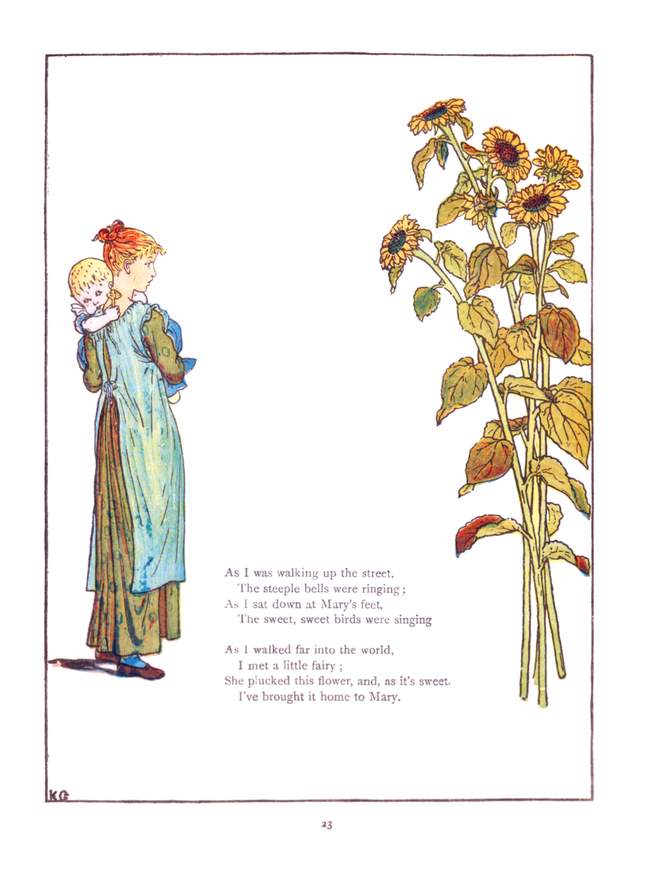 As I was walking up the street.
The steeple bells were ringing;
As I sat down at Mary's feet,
The sweet, sweet birds were singing
As I walked far into the world,
I met a little fairy;
She plucked this flower, and, as it's sweet.
I've brought it home to Mary.
KG
23